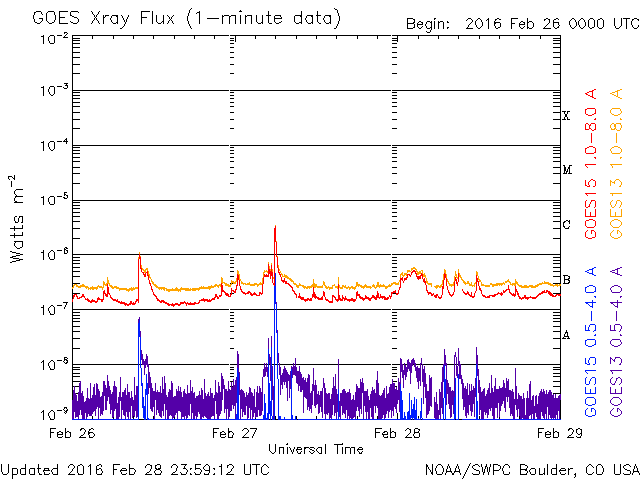 GOES Xray Flux (1-minute data)
Begin: 2016 Feb 26 0000 UTC
10-2
10-3
10-4
10-5
10-6
10-7
10-8
10-9
Watts m-2
X
M
C
B
A
GOES15 1.0-8.0 A
GOES13 1.0-8.0 A
GOES15 0.5-4.0 A
GOES13 0.5-4.0 A
Feb 26
Feb 27
Feb 28
Feb 29
Universal Time
Updated 2016 Feb 28 23:59:12 UTC
NOAA/SWPC Boulder, CO USA